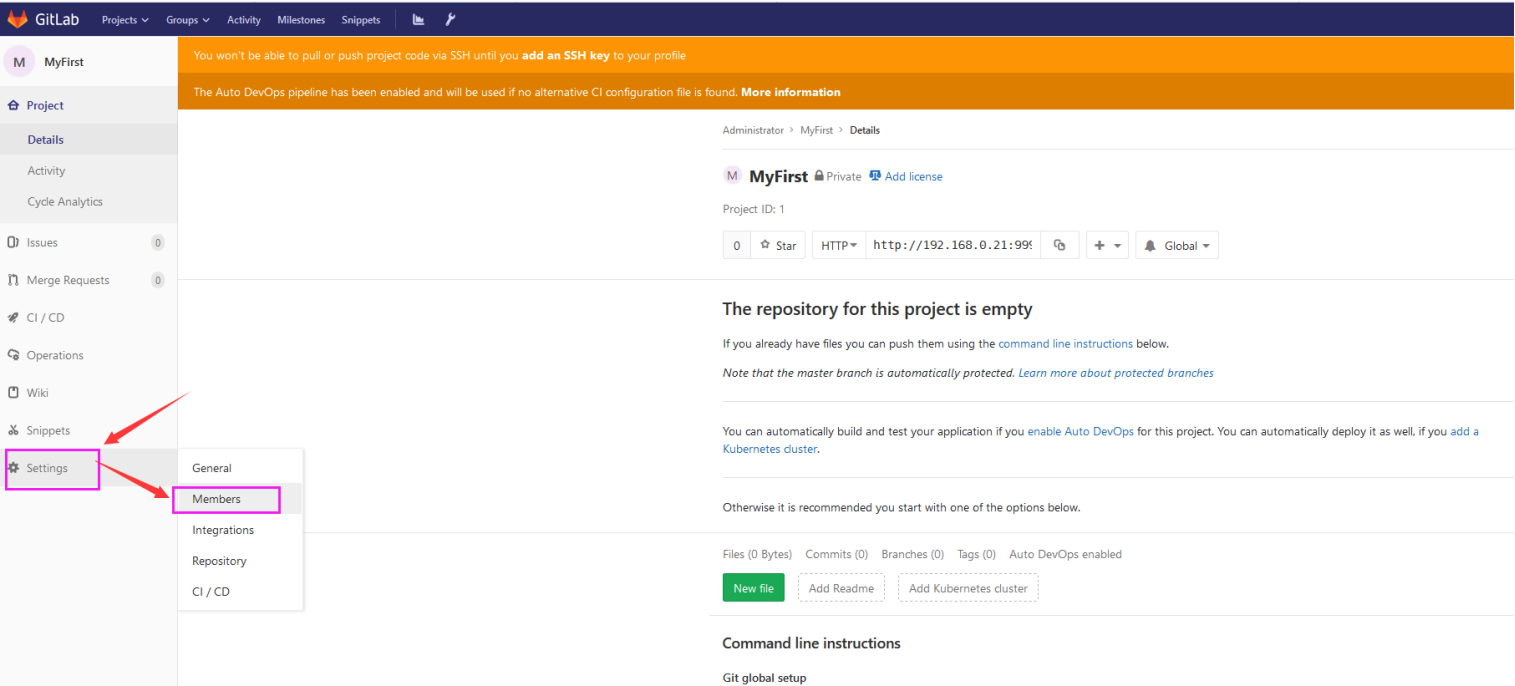 GitLab Projects Groups Activity Milestones Snippets
M MyFirst
Project
Details
Activity
Cycle Analytics
Issues 0
Merge Requests 0
CI / CD
Operations
Wiki
Snippets
Settings
General
Members
Integrations
Repository
CI / CD
You won't be able to pull or push project code via SSH until you add an SSH key to your profile
The Auto DevOps pipeline has been enabled and will be used if no alternative CI configuration file is found. More information
Administrator > MyFirst > Details
M MyFirst Private Add license
Project ID: 1
0 Star HTTP http://192.168.0.21:999 + Global
The repository for this project is empty
If you already have files you can push them using the command line instructions below.
Note that the master branch is automatically protected. Learn more about protected branches
You can automatically build and test your application if you enable Auto DevOps for this project. You can automatically deploy it as well, if you add a
Kubernetes cluster.
Otherwise it is recommended you start with one of the options below.
Files (0 Bytes) Commits (0) Branches (0) Tags (0) Auto DevOps enabled
New file Add Readme Add Kubernetes cluster
Command line instructions
Git global setup